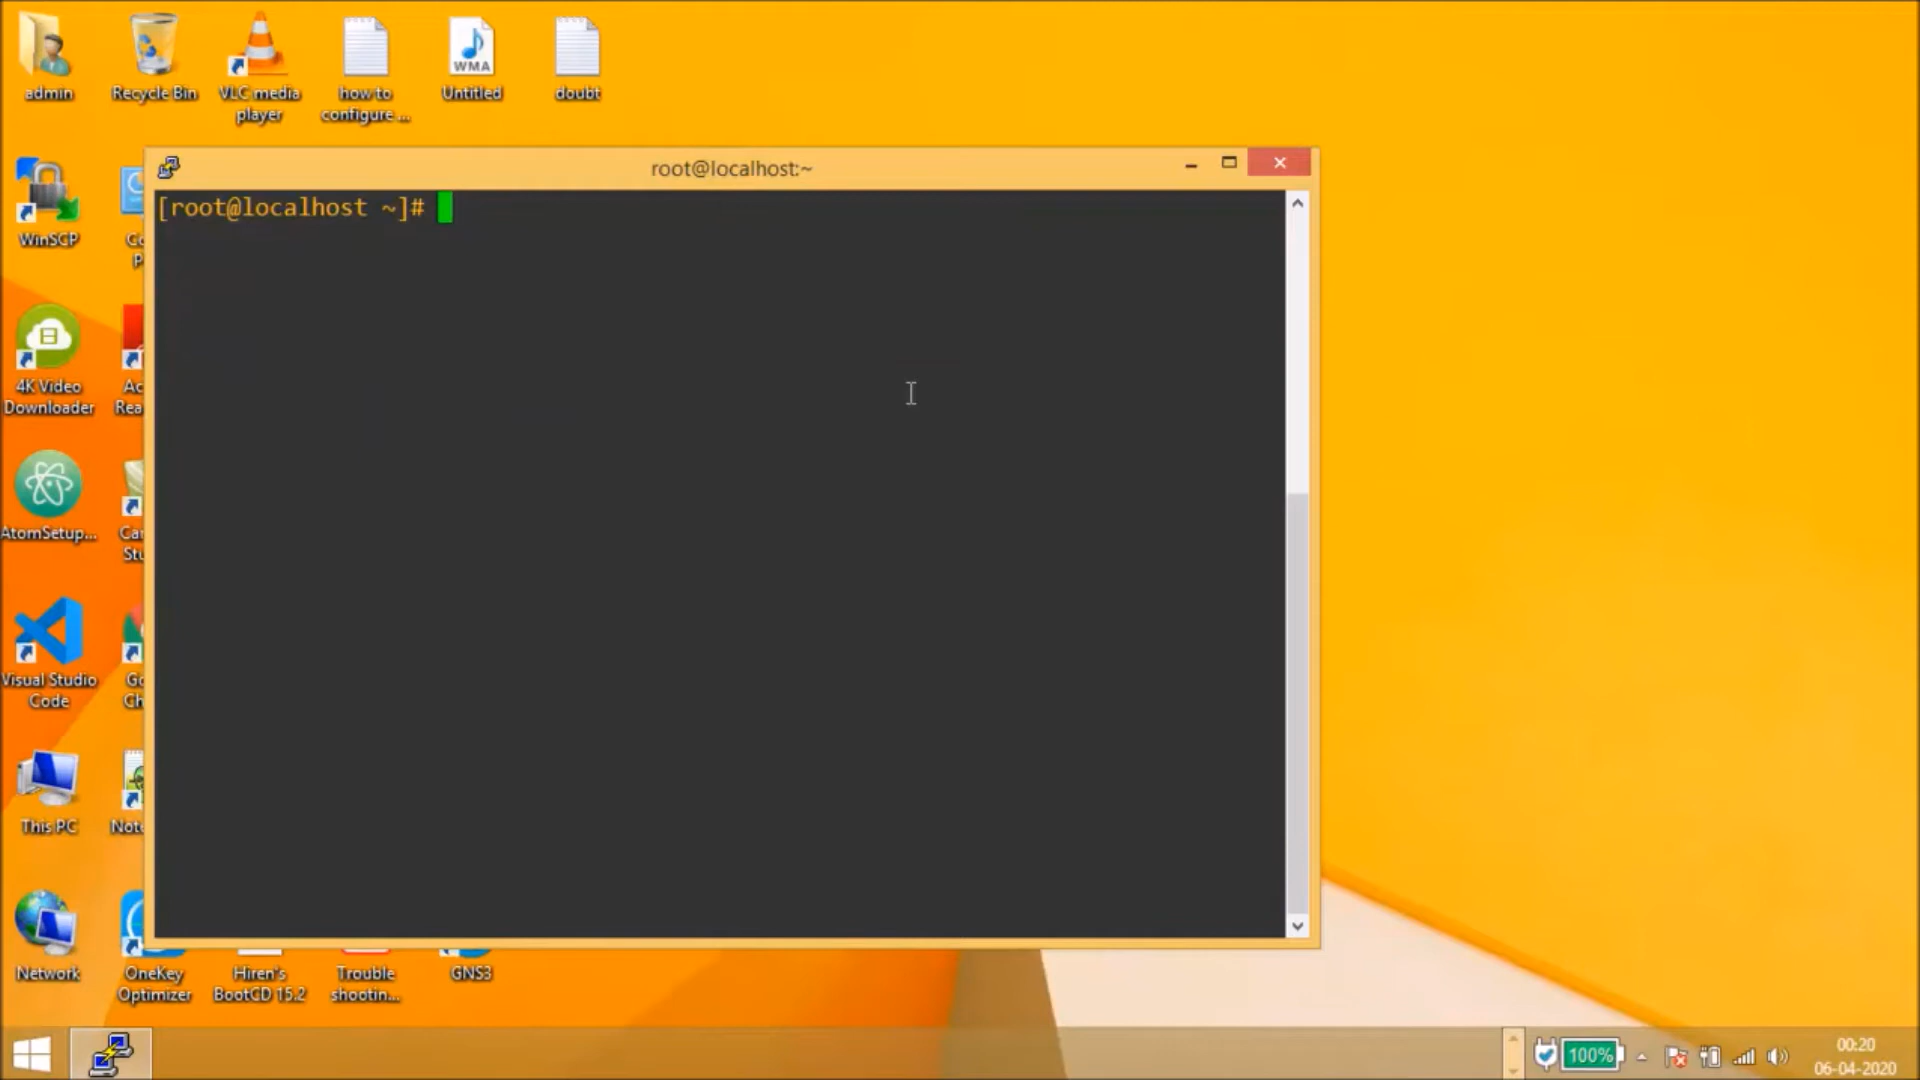 admin
Recycle Bin
VLC media
player
how to
configure ...
WMA
Untitled
doubt
root@localhost:~
[root@localhost ~]#
WinSCP
4K Video
Downloader
AtomSetup...
Visual Studio
Code
This PC
Network
OneKey
Optimizer
Hiren's
BootCD 15.2
Trouble
shootin...
GNS3
100%
00:20
06-04-2020